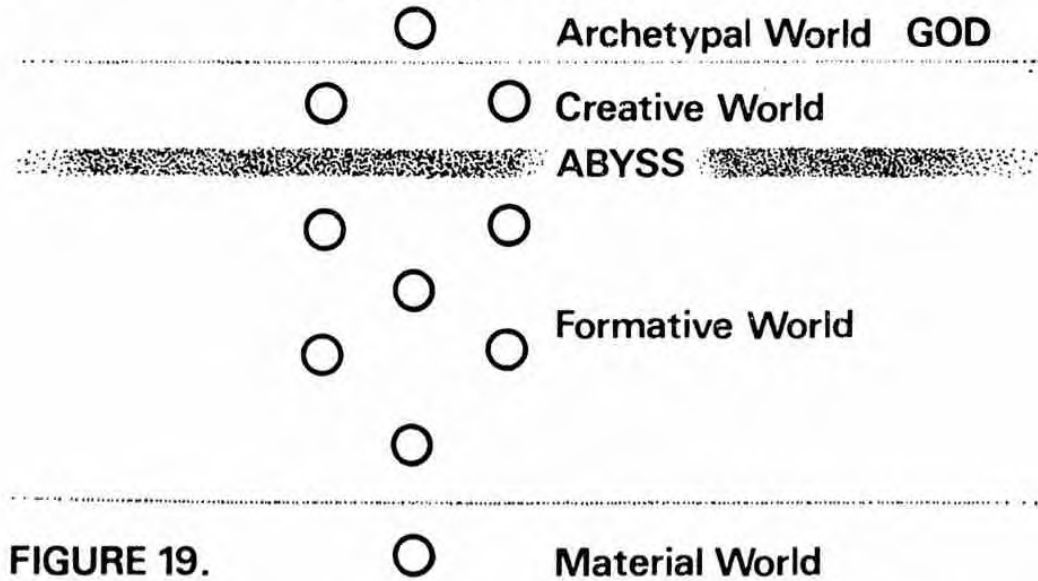 Archetypal World GOD
Creative World
ABYSS
Formative World
FIGURE 19. Material World